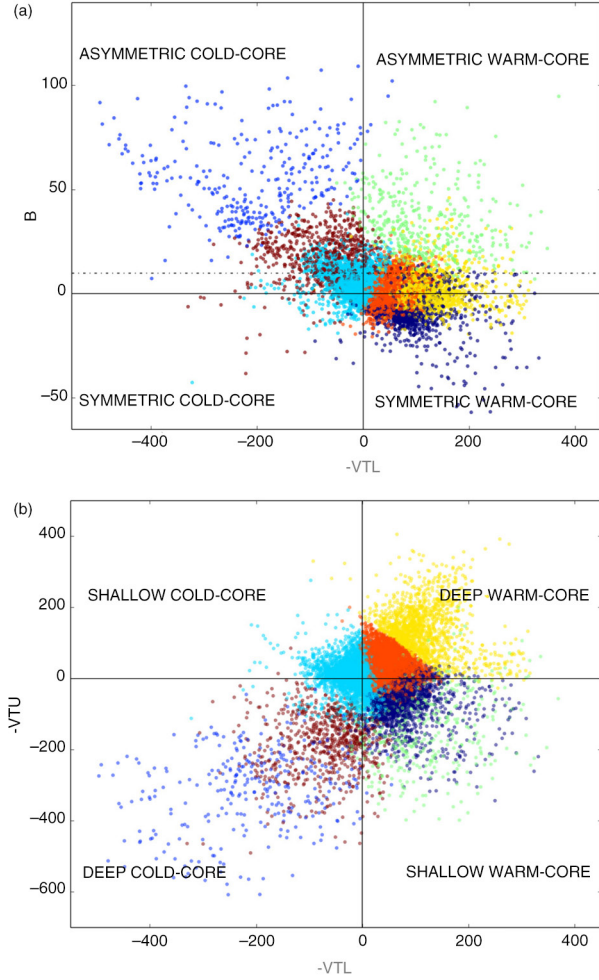 (a)
ASYMMETRIC COLD-CORE
ASYMMETRIC WARM-CORE
100
50
B
0
−50
SYMMETRIC COLD-CORE
SYMMETRIC WARM-CORE
−400 −200 0 200 400
-VTL
(b)
400
SHALLOW COLD-CORE
DEEP WARM-CORE
200
0
-VTU
−200
−400
DEEP COLD-CORE
SHALLOW WARM-CORE
−600
−400 −200 0 200 400
-VTL